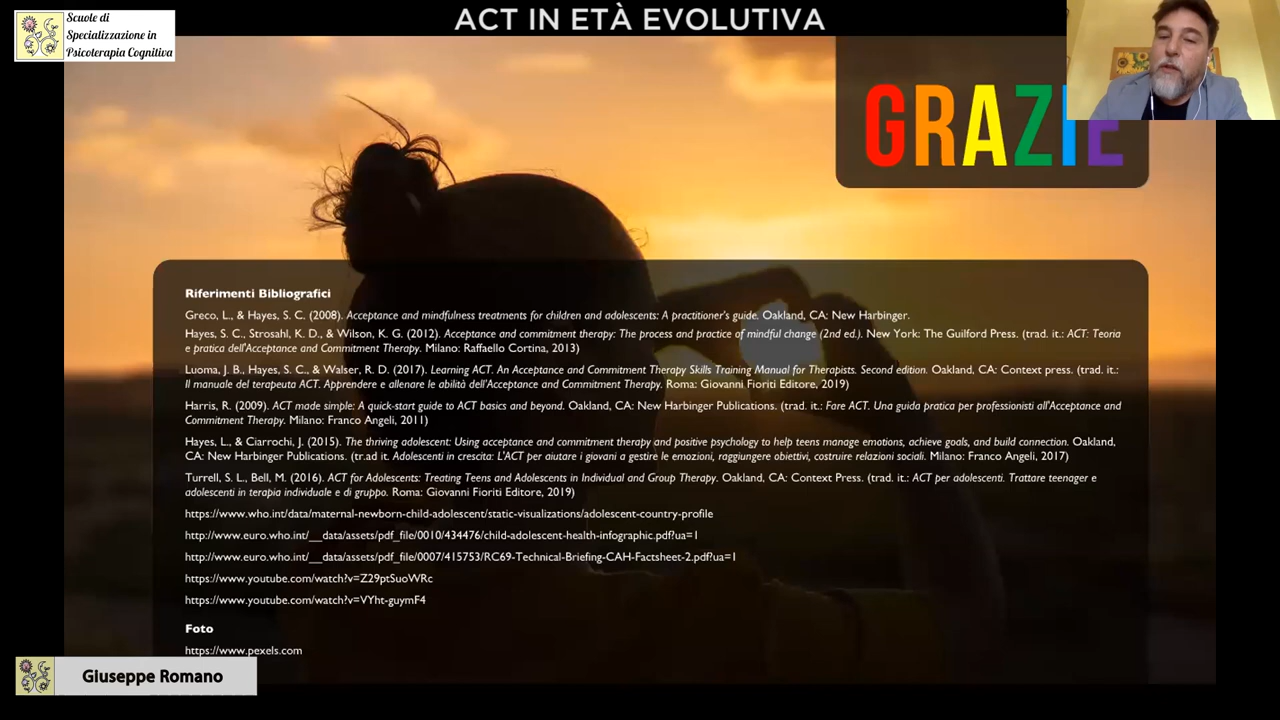 Scuole di
Specializzazione in
Psicoterapia Cognitiva
ACT IN ETÀ EVOLUTIVA
GRAZIE
Riferimenti Bibliografici
Greco, L., & Hayes, S. C. (2008). Acceptance and mindfulness treatments for children and adolescents: A practitioner's guide. Oakland, CA: New Harbinger.
Hayes, S. C., Strosahl, K. D., & Wilson, K. G. (2012). Acceptance and commitment therapy: The process and practice of mindful change (2nd ed.). New York: The Guilford Press. (trad. it.: ACT: Teoria
e pratica dell'Acceptance and Commitment Therapy. Milano: Raffaello Cortina, 2013)
Luoma, J. B., Hayes, S. C., & Walser, R. D. (2017). Learning ACT. An Acceptance and Commitment Therapy Skills Training Manual for Therapists. Second edition. Oakland, CA: Context press. (trad. it.:
Il manuale del terapeuta ACT. Apprendere e allenare le abilità dell'Acceptance and Commitment Therapy. Roma: Giovanni Fioriti Editore, 2019)
Harris, R. (2009). ACT made simple: A quick-start guide to ACT basics and beyond. Oakland, CA: New Harbinger Publications. (trad. it.: Fare ACT. Una guida pratica per professionisti all'Acceptance and
Commitment Therapy. Milano: Franco Angeli, 2011)
Hayes, L., & Ciarrochi, J. (2015). The thriving adolescent: Using acceptance and commitment therapy and positive psychology to help teens manage emotions, achieve goals, and build connection. Oakland,
CA: New Harbinger Publications. (tr.ad it. Adolescenti in crescita: L'ACT per aiutare i giovani a gestire le emozioni, raggiungere obiettivi, costruire relazioni sociali. Milano: Franco Angeli, 2017)
Turrell, S. L., Bell, M. (2016). ACT for Adolescents: Treating Teens and Adolescents in Individual and Group Therapy. Oakland, CA: Context Press. (trad. it.: ACT per adolescenti. Trattare teenager e
adolescenti in terapia individuale e di gruppo. Roma: Giovanni Fioriti Editore, 2019)
https://www.who.int/data/maternal-newborn-child-adolescent/static-visualizations/adolescent-country-profile
http://www.euro.who.int/__data/assets/pdf_file/0010/434476/child-adolescent-health-infographic.pdf?ua=1
http://www.euro.who.int/__data/assets/pdf_file/0007/415753/RC69-Technical-Briefing-CAH-Factsheet-2.pdf?ua=1
https://www.youtube.com/watch?v=Z29ptSuoWRc
https://www.youtube.com/watch?v=VYht-guymF4
Foto
https://www.pexels.com
Giuseppe Romano